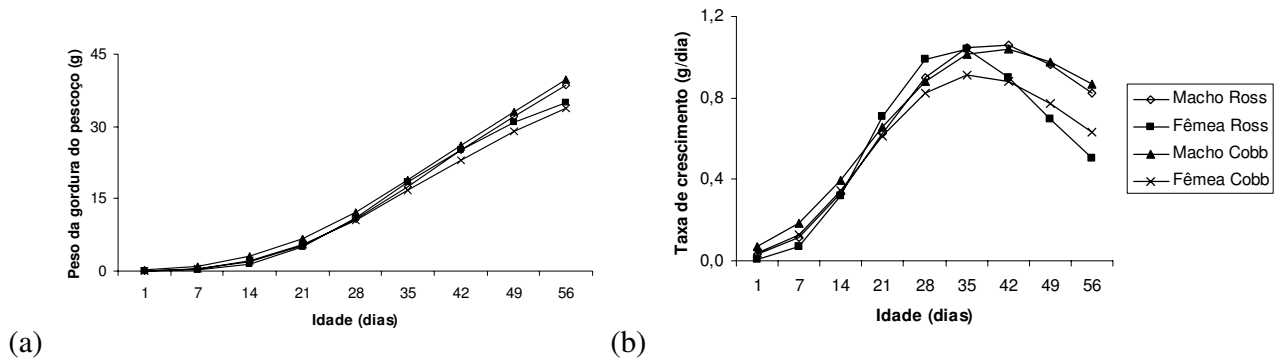 Peso da gordura do pescoço (g)
45
30
15
0
1 7 14 21 28 35 42 49 56
Idade (dias)
(a)
Taxa de crescimento (g/dia)
1,2
0,8
0,4
0,0
1 7 14 21 28 35 42 49 56
Idade (dias)
(b)
Macho Ross
Fêmea Ross
Macho Cobb
Fêmea Cobb